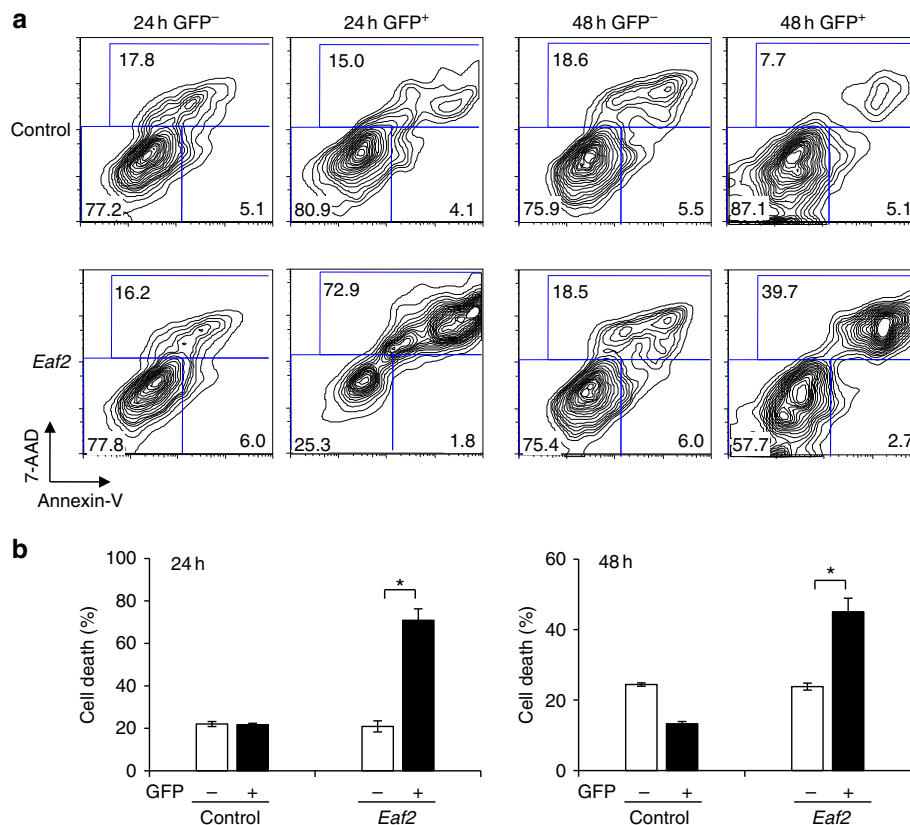 a
24 h GFP⁻ 24 h GFP⁺ 48 h GFP⁻ 48 h GFP⁺
Control
17.8 15.0 18.6 7.7
77.2 5.1 80.9 4.1 75.9 5.5 87.1 5.1
Eaf2
16.2 72.9 18.5 39.7
77.8 6.0 25.3 1.8 75.4 6.0 57.7 2.7
7-AAD
Annexin-V
b
24 h
Cell death (%)
100
80
60
40
20
0
*
GFP − + − +
Control Eaf2
48 h
Cell death (%)
60
40
20
0
*
− + − +
Control Eaf2